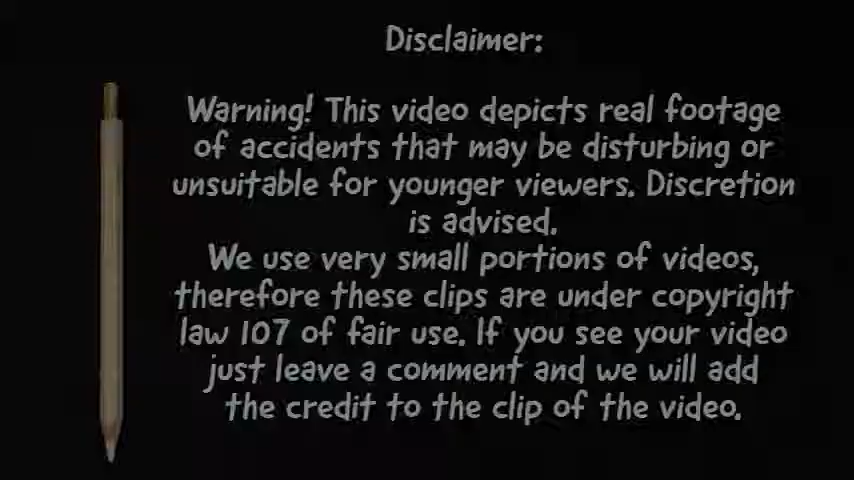 Disclaimer:
Warning! This video depicts real footage
of accidents that may be disturbing or
unsuitable for younger viewers. Discretion
is advised.
We use very small portions of videos,
therefore these clips are under copyright
law 107 of fair use. If you see your video
just leave a comment and we will add
the credit to the clip of the video.